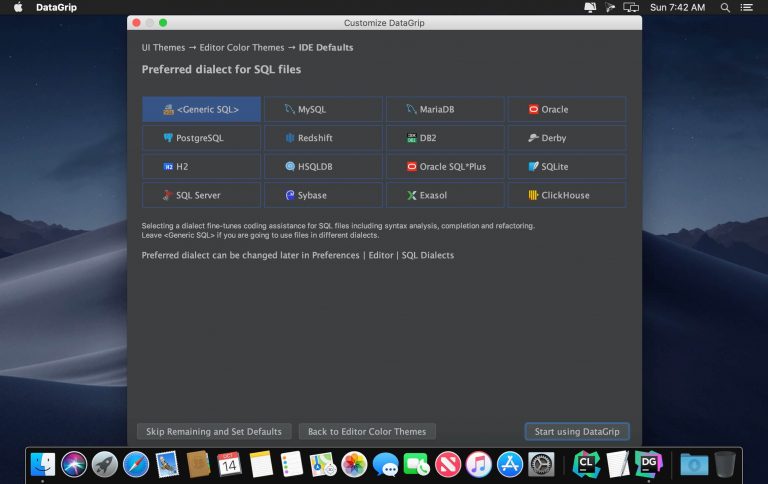 DataGrip Sun 7:42 AM
Customize DataGrip
UI Themes → Editor Color Themes → IDE Defaults
Preferred dialect for SQL files
<Generic SQL> MySQL MariaDB Oracle
PostgreSQL Redshift DB2 Derby
H2 HSQLDB Oracle SQL*Plus SQLite
SQL Server Sybase Exasol ClickHouse
Selecting a dialect fine-tunes coding assistance for SQL files including syntax analysis, completion and refactoring.
Leave <Generic SQL> if you are going to use files in different dialects.
Preferred dialect can be changed later in Preferences | Editor | SQL Dialects
Skip Remaining and Set Defaults Back to Editor Color Themes Start using DataGrip
14 CL DG